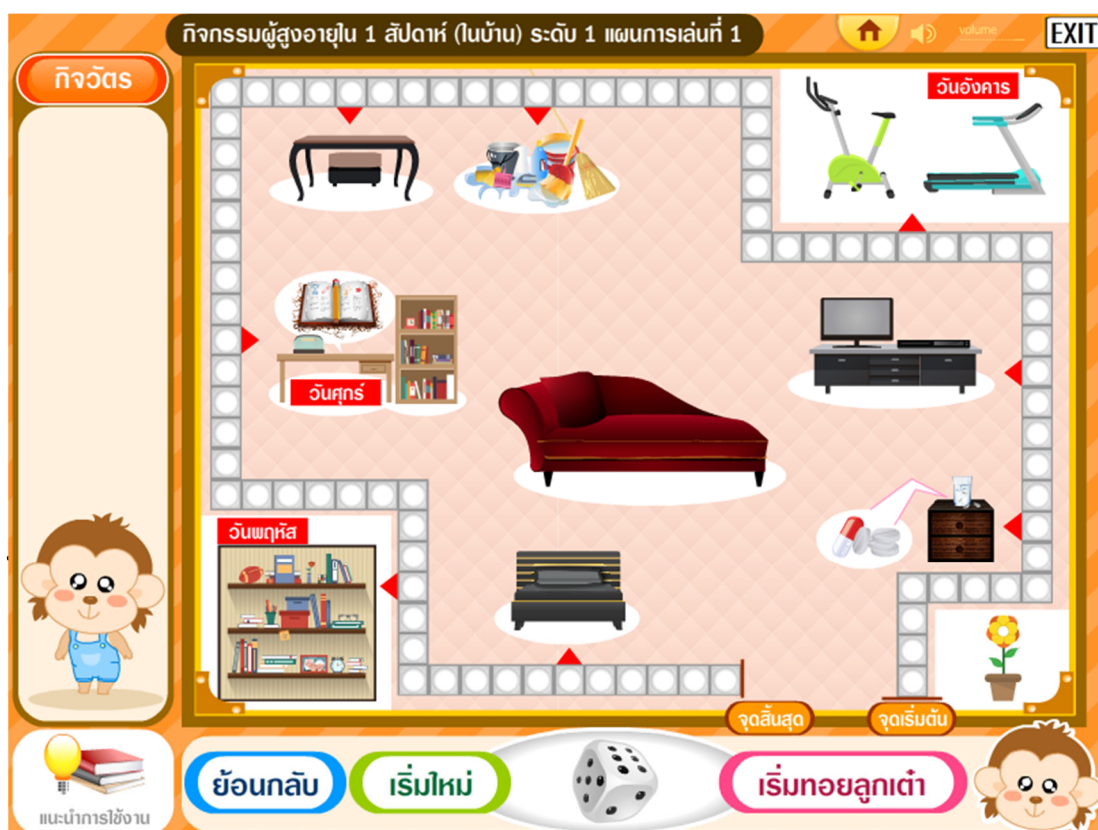 กิจกรรมผู้สูงอายุใน 1 สัปดาห์ (ในบ้าน) ระดับ 1 แผนการเล่นที่ 1
volume
EXIT
กิจวัตร
วันอังคาร
วันศุกร์
วันพฤหัส
จุดสิ้นสุด
จุดเริ่มต้น
แนะนำการใช้งาน
ย้อนกลับ
เริ่มใหม่
เริ่มทอยลูกเต๋า